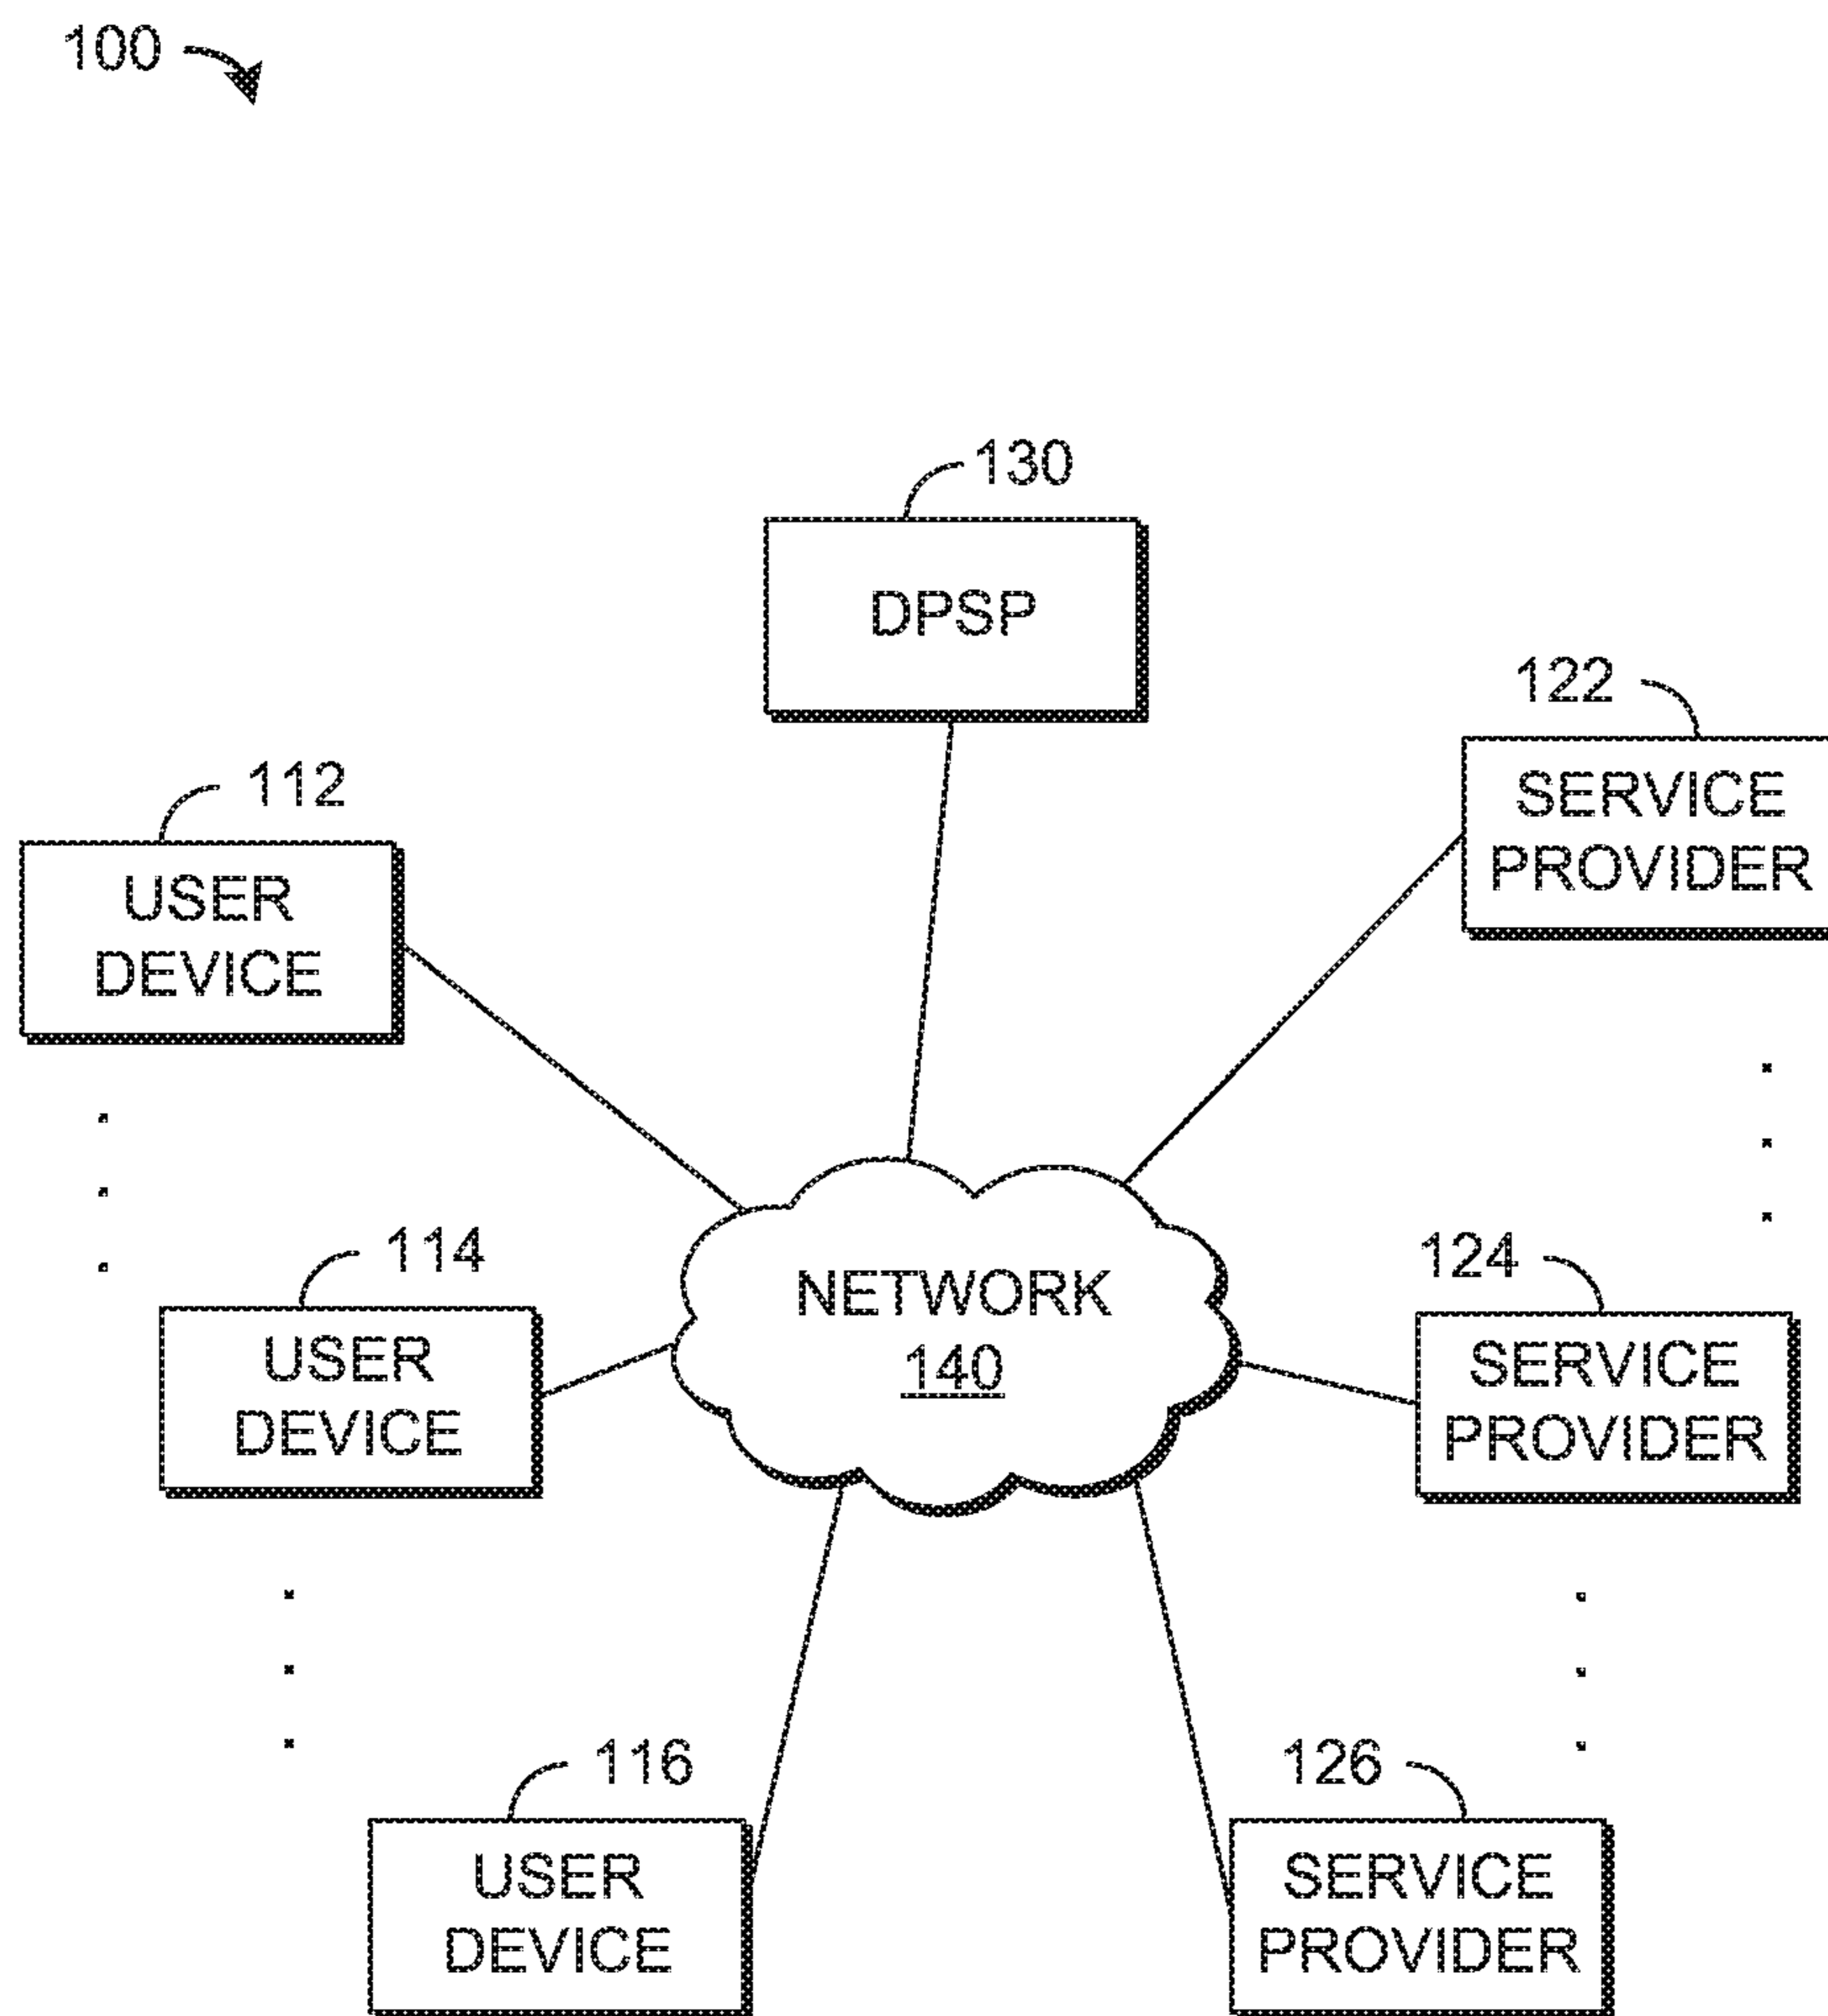 100
130
DPSP
122
SERVICE
PROVIDER
112
USER
DEVICE
114
USER
DEVICE
NETWORK
140
124
SERVICE
PROVIDER
116
USER
DEVICE
126
SERVICE
PROVIDER